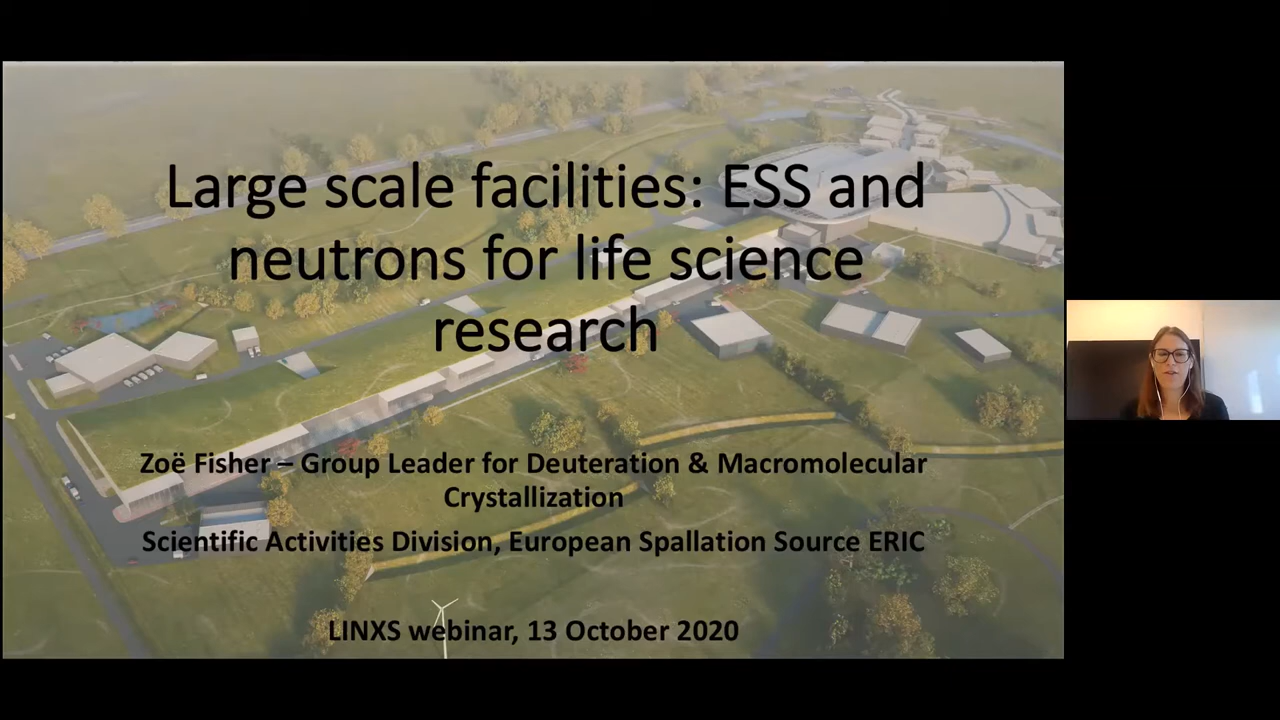 Large scale facilities: ESS and
neutrons for life science
research
Zoë Fisher – Group Leader for Deuteration & Macromolecular
Crystallization
Scientific Activities Division, European Spallation Source ERIC
LINXS webinar, 13 October 2020